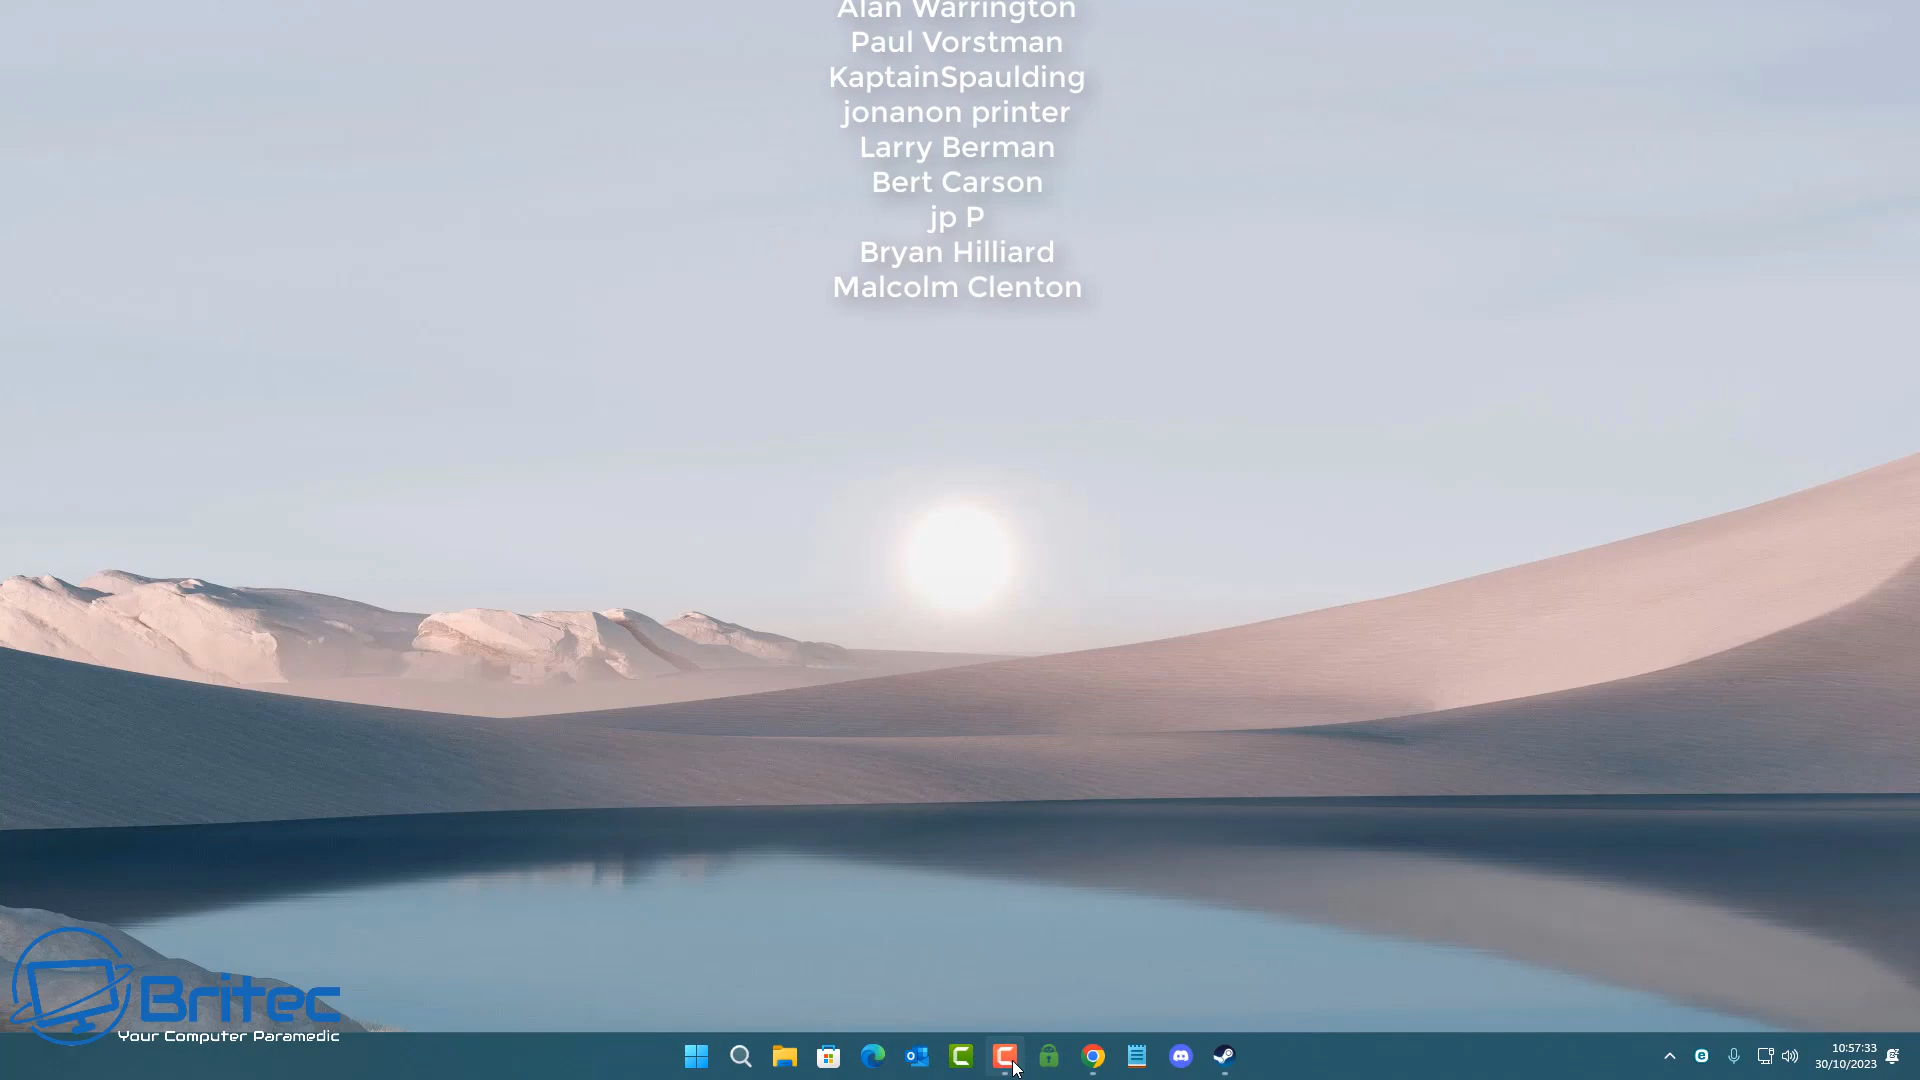 Alan Warrington
Paul Vorstman
KaptainSpaulding
jonanon printer
Larry Berman
Bert Carson
jp P
Bryan Hilliard
Malcolm Clenton
Britec
Your Computer Paramedic
10:57:33
30/10/2023